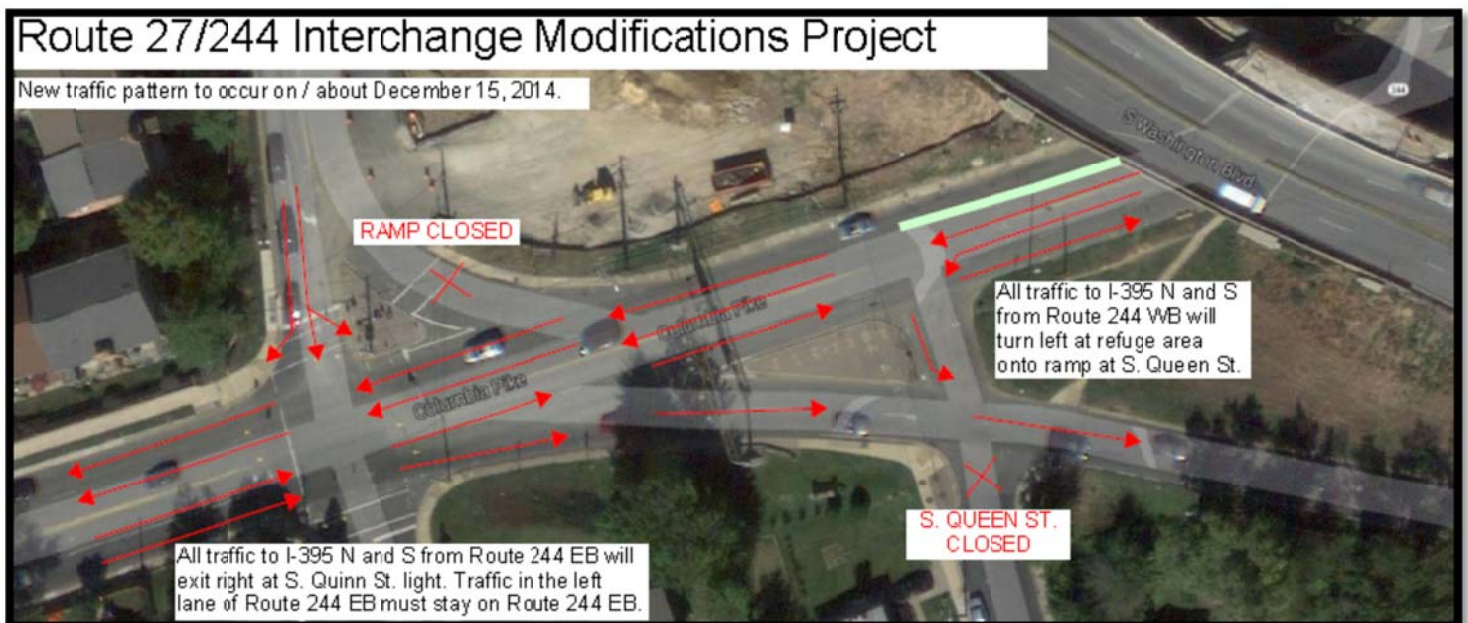 Route 27/244 Interchange Modifications Project
New traffic pattern to occur on / about December 15, 2014.
244
S Washington Blvd
RAMP CLOSED
Columbia Pike
All traffic to I-395 N and S
from Route 244 WB will
turn left at refuge area
onto ramp at S. Queen St.
Columbia Pike
S. QUEEN ST.
CLOSED
All traffic to I-395 N and S from Route 244 EB will
exit right at S. Quinn St. light. Traffic in the left
lane of Route 244 EB must stay on Route 244 EB.